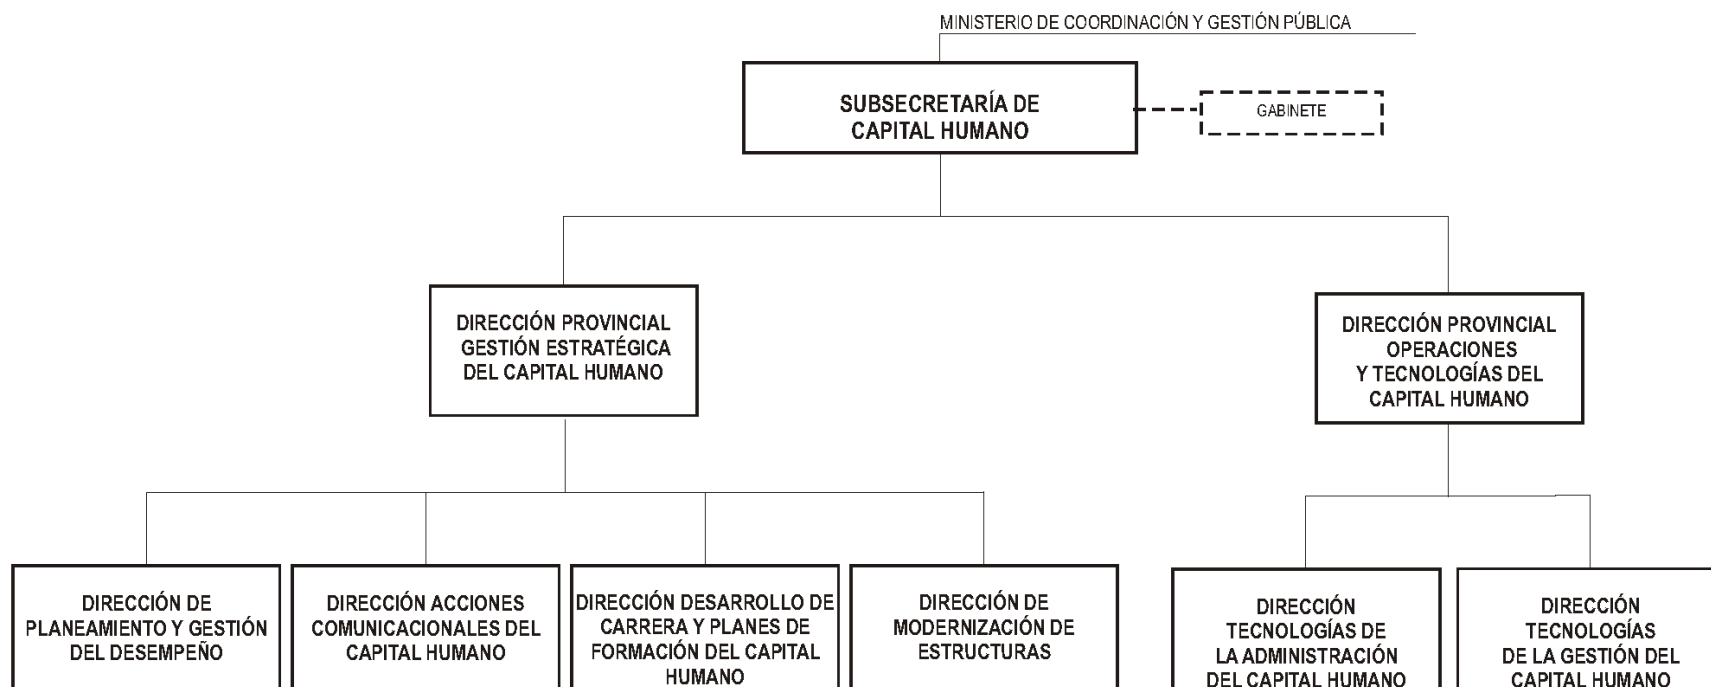 MINISTERIO DE COORDINACIÓN Y GESTIÓN PÚBLICA
SUBSECRETARÍA DE
CAPITAL HUMANO
GABINETE
DIRECCIÓN PROVINCIAL
GESTIÓN ESTRATÉGICA
DEL CAPITAL HUMANO
DIRECCIÓN PROVINCIAL
OPERACIONES
Y TECNOLOGÍAS DEL
CAPITAL HUMANO
DIRECCIÓN DE
PLANEAMIENTO Y GESTIÓN
DEL DESEMPEÑO
DIRECCIÓN ACCIONES
COMUNICACIONALES DEL
CAPITAL HUMANO
DIRECCIÓN DESARROLLO DE
CARRERA Y PLANES DE
FORMACIÓN DEL CAPITAL
HUMANO
DIRECCIÓN DE
MODERNIZACIÓN DE
ESTRUCTURAS
DIRECCIÓN
TECNOLOGÍAS DE
LA ADMINISTRACIÓN
DEL CAPITAL HUMANO
DIRECCIÓN
TECNOLOGÍAS
DE LA GESTIÓN DEL
CAPITAL HUMANO